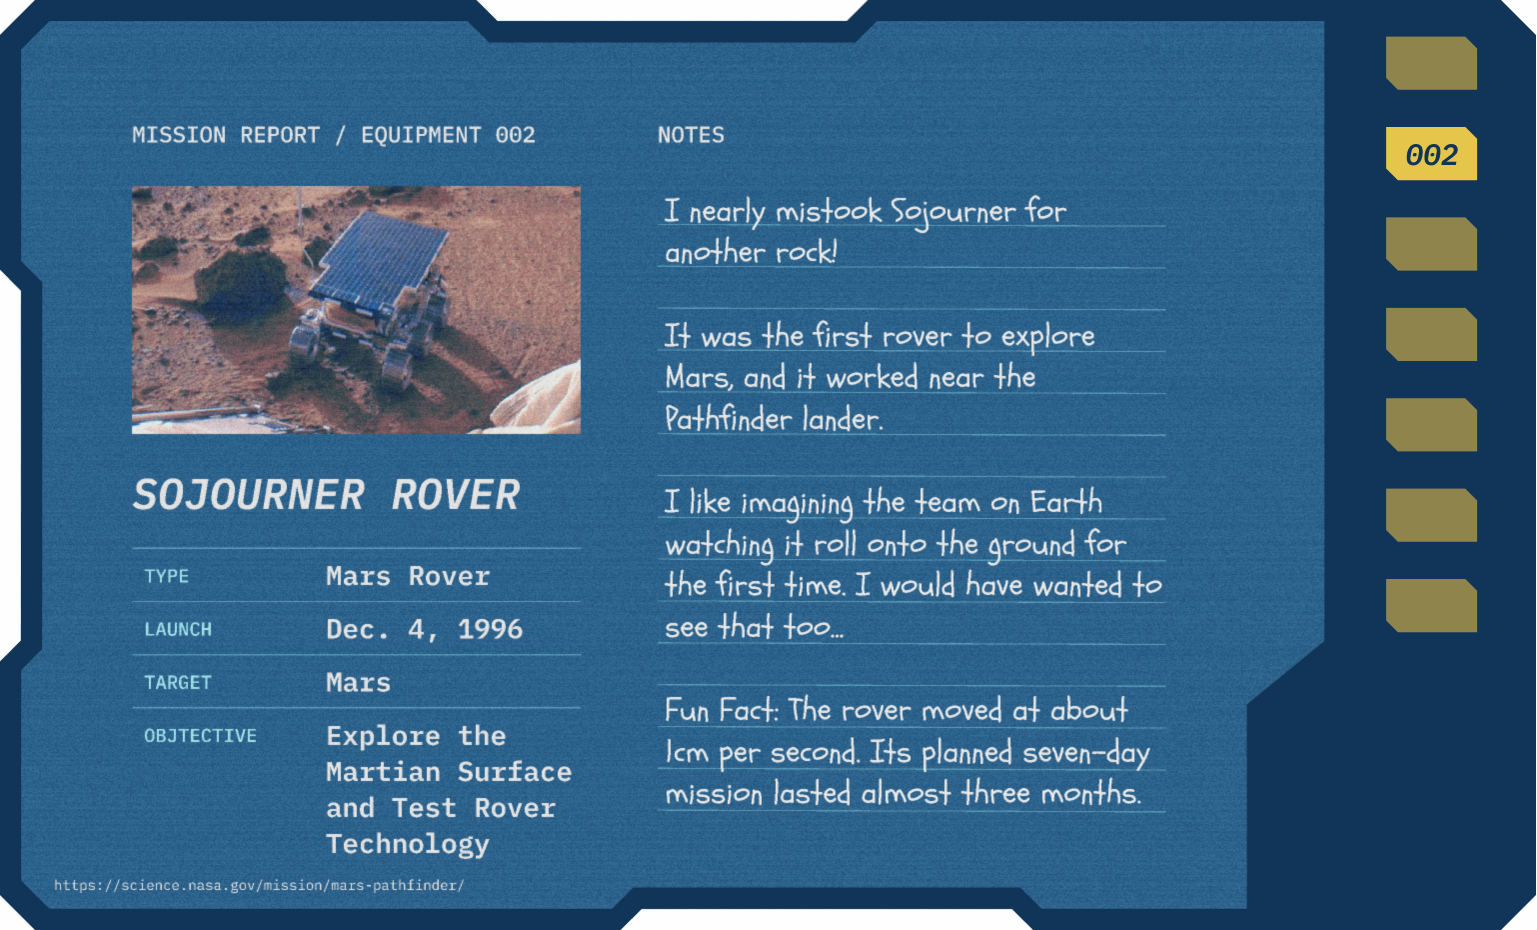 MISSION REPORT / EQUIPMENT 002
SOJOURNER ROVER
TYPE Mars Rover
LAUNCH Dec. 4, 1996
TARGET Mars
OBJTECTIVE Explore the
Martian Surface
and Test Rover
Technology
https://science.nasa.gov/mission/mars-pathfinder/
NOTES
I nearly mistook Sojourner for
another rock!
It was the first rover to explore
Mars, and it worked near the
Pathfinder lander.
I like imagining the team on Earth
watching it roll onto the ground for
the first time. I would have wanted to
see that too...
Fun Fact: The rover moved at about
1cm per second. Its planned seven-day
mission lasted almost three months.
002